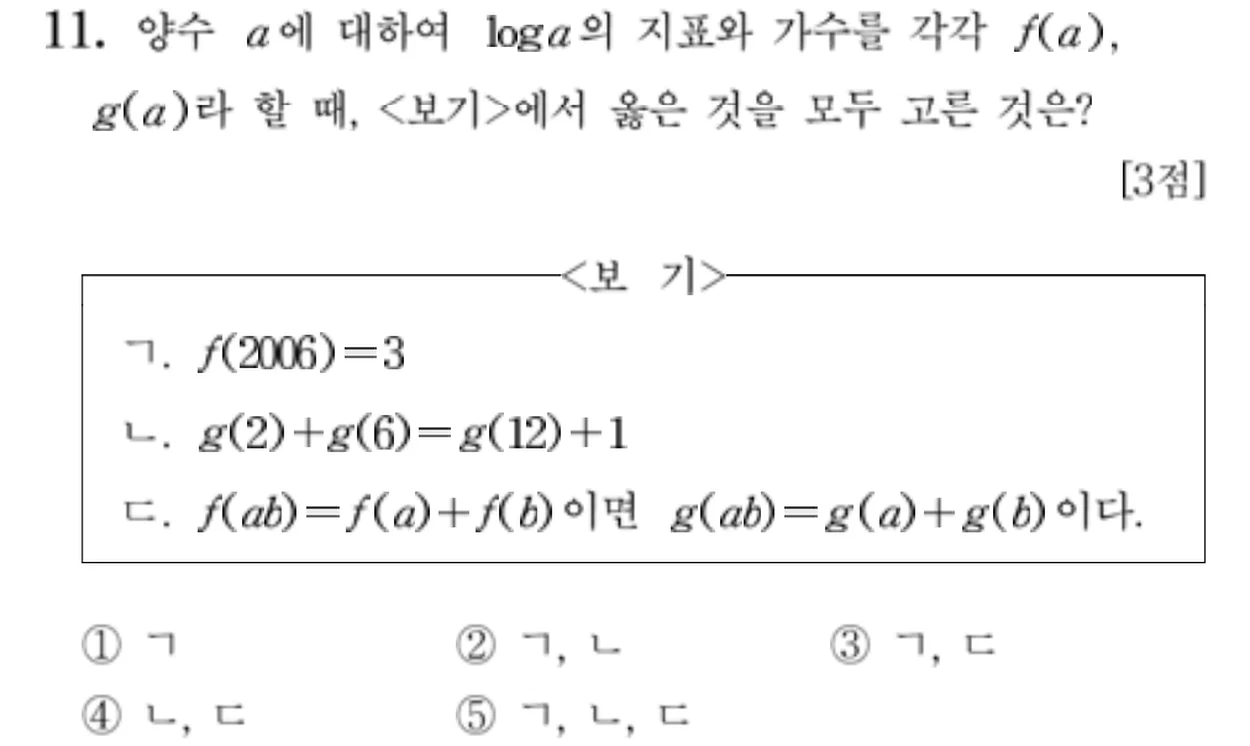 11. 양수 a에 대하여 log a의 지표와 가수를 각각 f(a),
g(a)라 할 때, <보기>에서 옳은 것을 모두 고른 것은?
[3점]
<보 기>
ㄱ. f(2006)=3
ㄴ. g(2)+g(6)=g(12)+1
ㄷ. f(ab)=f(a)+f(b)이면 g(ab)=g(a)+g(b)이다.
① ㄱ ② ㄱ, ㄴ ③ ㄱ, ㄷ
④ ㄴ, ㄷ ⑤ ㄱ, ㄴ, ㄷ